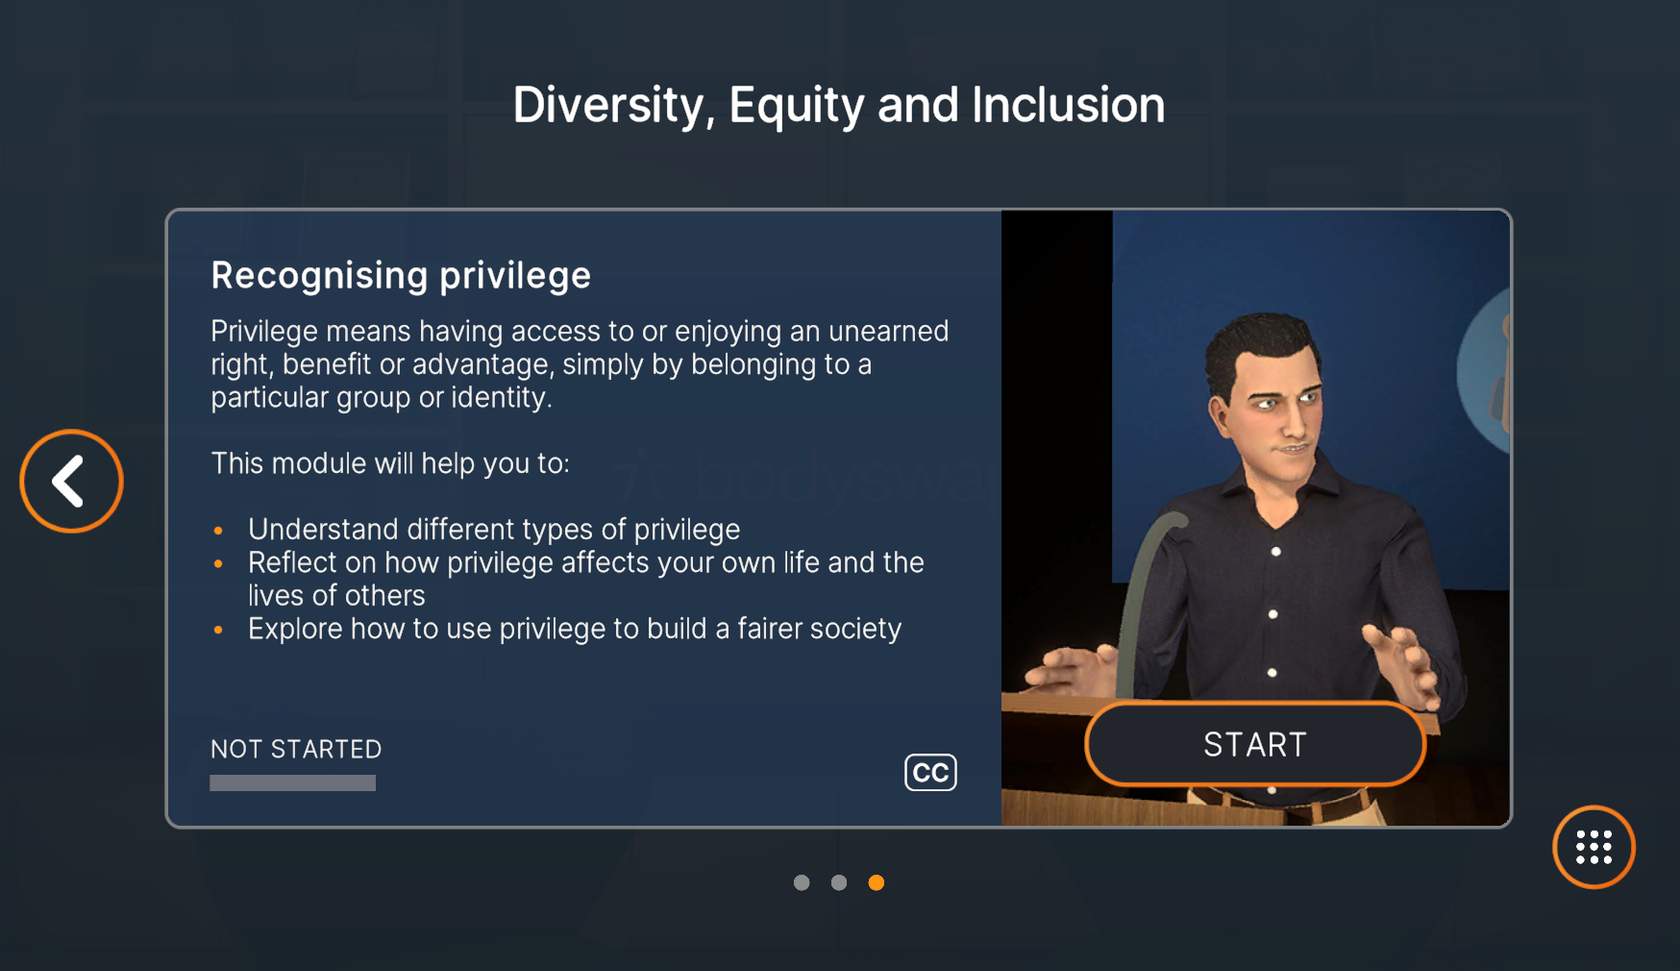 Diversity, Equity and Inclusion
Recognising privilege
Privilege means having access to or enjoying an unearned
right, benefit or advantage, simply by belonging to a
particular group or identity.
This module will help you to:
• Understand different types of privilege
• Reflect on how privilege affects your own life and the
lives of others
• Explore how to use privilege to build a fairer society
NOT STARTED
CC
START